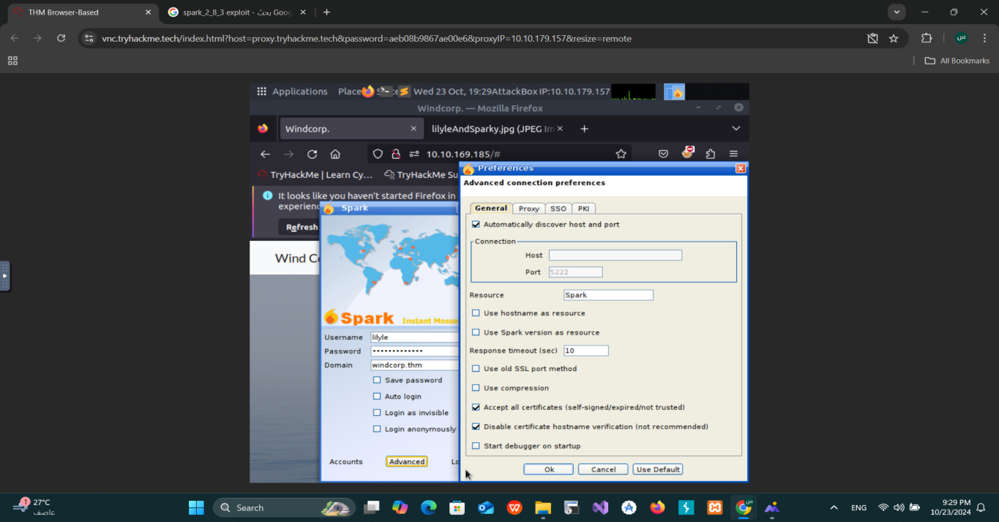 THM Browser-Based
spark_2_8_3 exploit - بحث Goog
vnc.tryhackme.tech/index.html?host=proxy.tryhackme.tech&password=aeb08b9867ae00e6&proxyIP=10.10.179.157&resize=remote
س
All Bookmarks
Applications Place Wed 23 Oct, 19:29 AttackBox IP:10.10.179.157
Windcorp. — Mozilla Firefox
Windcorp.
lilyleAndSparky.jpg (JPEG Im
10.10.169.185/#
TryHackMe | Learn Cy...
TryHackMe Su
It looks like you haven't started Firefox in
experienc
Refresh
Wind C
Spark
Spark Instant Messe
Username lilyle
Password •••••••••••••
Domain windcorp.thm
Save password
Auto login
Login as invisible
Login anonymously
Accounts Advanced Lo
Preferences
Advanced connection preferences
General Proxy SSO PKI
Automatically discover host and port
Connection
Host
Port 5222
Resource Spark
Use hostname as resource
Use Spark version as resource
Response timeout (sec) 10
Use old SSL port method
Use compression
Accept all certificates (self-signed/expired/not trusted)
Disable certificate hostname verification (not recommended)
Start debugger on startup
Ok Cancel Use Default
1
27°C
عاصف
Search
ENG
9:29 PM
10/23/2024